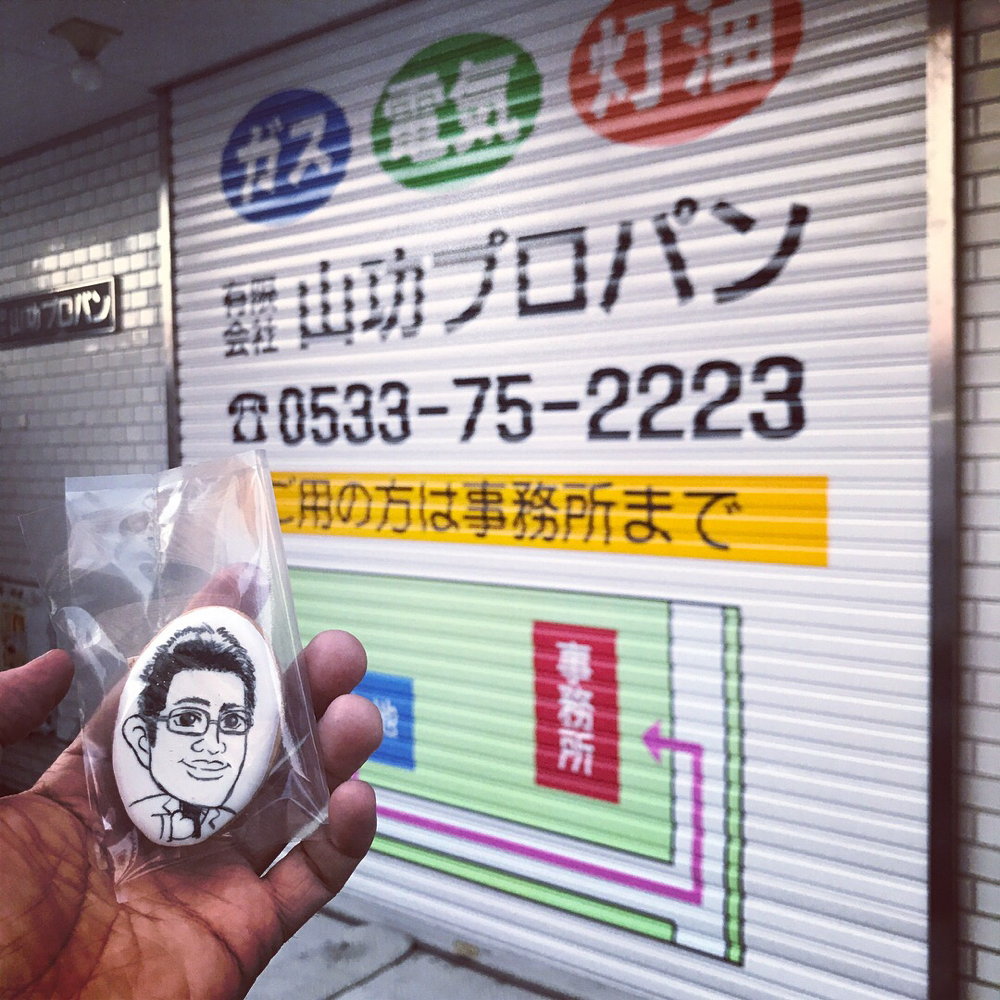 ガス 電気 灯油
有限会社 山功プロパン
☎0533-75-2223
ご用の方は事務所まで
事務所
山功プロパン